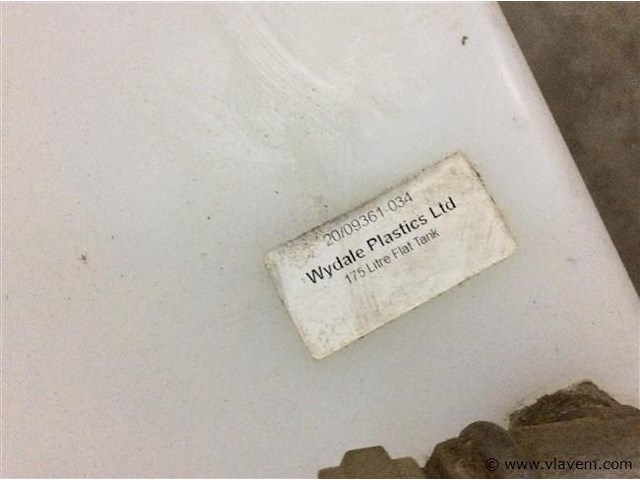 20/09361-034
Wydale Plastics Ltd
175 Litre Flat Tank
© www.vlavem.com